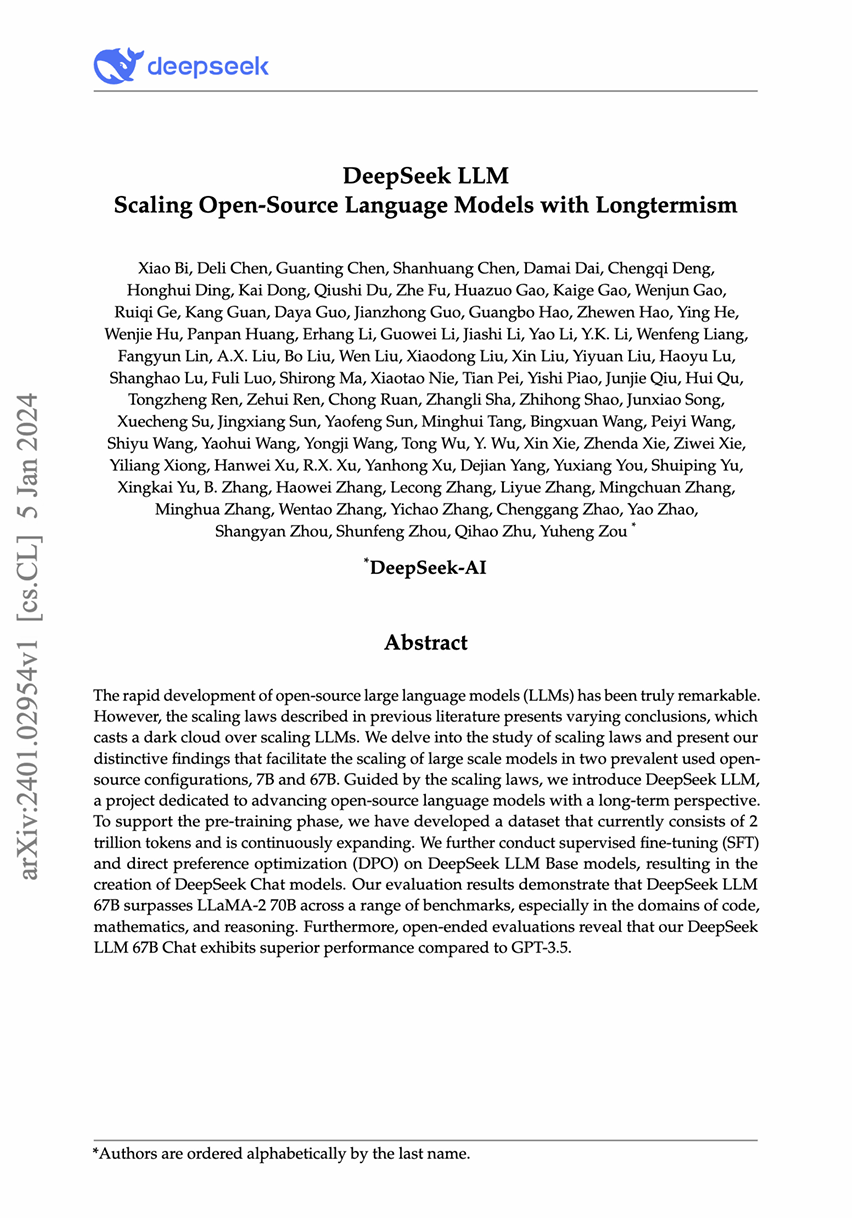 deepseek
DeepSeek LLM
Scaling Open-Source Language Models with Longtermism
Xiao Bi, Deli Chen, Guanting Chen, Shanhuang Chen, Damai Dai, Chengqi Deng,
Honghui Ding, Kai Dong, Qiushi Du, Zhe Fu, Huazuo Gao, Kaige Gao, Wenjun Gao,
Ruiqi Ge, Kang Guan, Daya Guo, Jianzhong Guo, Guangbo Hao, Zhewen Hao, Ying He,
Wenjie Hu, Panpan Huang, Erhang Li, Guowei Li, Jiashi Li, Yao Li, Y.K. Li, Wenfeng Liang,
Fangyun Lin, A.X. Liu, Bo Liu, Wen Liu, Xiaodong Liu, Xin Liu, Yiyuan Liu, Haoyu Lu,
Shanghao Lu, Fuli Luo, Shirong Ma, Xiaotao Nie, Tian Pei, Yishi Piao, Junjie Qiu, Hui Qu,
Tongzheng Ren, Zehui Ren, Chong Ruan, Zhangli Sha, Zhihong Shao, Junxiao Song,
Xuecheng Su, Jingxiang Sun, Yaofeng Sun, Minghui Tang, Bingxuan Wang, Peiyi Wang,
Shiyu Wang, Yaohui Wang, Yongji Wang, Tong Wu, Y. Wu, Xin Xie, Zhenda Xie, Ziwei Xie,
Yiliang Xiong, Hanwei Xu, R.X. Xu, Yanhong Xu, Dejian Yang, Yuxiang You, Shuiping Yu,
Xingkai Yu, B. Zhang, Haowei Zhang, Lecong Zhang, Liyue Zhang, Mingchuan Zhang,
Minghua Zhang, Wentao Zhang, Yichao Zhang, Chenggang Zhao, Yao Zhao,
Shangyan Zhou, Shunfeng Zhou, Qihao Zhu, Yuheng Zou *
*DeepSeek-AI
Abstract
The rapid development of open-source large language models (LLMs) has been truly remarkable.
However, the scaling laws described in previous literature presents varying conclusions, which
casts a dark cloud over scaling LLMs. We delve into the study of scaling laws and present our
distinctive findings that facilitate the scaling of large scale models in two prevalent used open-
source configurations, 7B and 67B. Guided by the scaling laws, we introduce DeepSeek LLM,
a project dedicated to advancing open-source language models with a long-term perspective.
To support the pre-training phase, we have developed a dataset that currently consists of 2
trillion tokens and is continuously expanding. We further conduct supervised fine-tuning (SFT)
and direct preference optimization (DPO) on DeepSeek LLM Base models, resulting in the
creation of DeepSeek Chat models. Our evaluation results demonstrate that DeepSeek LLM
67B surpasses LLaMA-2 70B across a range of benchmarks, especially in the domains of code,
mathematics, and reasoning. Furthermore, open-ended evaluations reveal that our DeepSeek
LLM 67B Chat exhibits superior performance compared to GPT-3.5.
*Authors are ordered alphabetically by the last name.
arXiv:2401.02954v1 [cs.CL] 5 Jan 2024